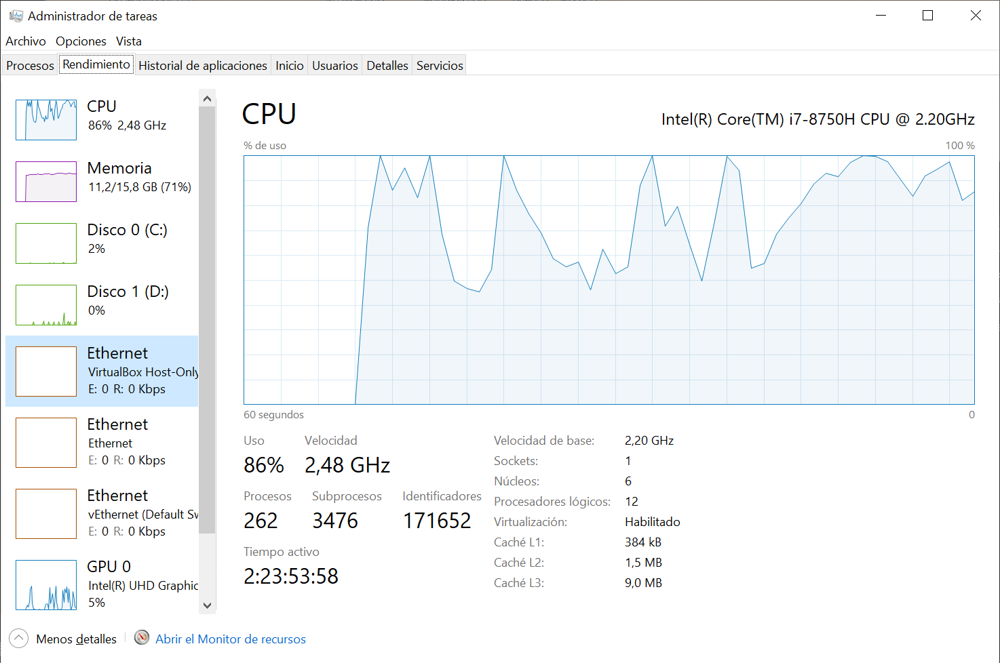 Administrador de tareas
Archivo Opciones Vista
Procesos Rendimiento Historial de aplicaciones Inicio Usuarios Detalles Servicios
CPU
86% 2,48 GHz
Memoria
11,2/15,8 GB (71%)
Disco 0 (C:)
2%
Disco 1 (D:)
0%
Ethernet
VirtualBox Host-Only
E: 0 R: 0 Kbps
Ethernet
Ethernet
E: 0 R: 0 Kbps
Ethernet
vEthernet (Default Sw
E: 0 R: 0 Kbps
GPU 0
Intel(R) UHD Graphic
5%
CPU
Intel(R) Core(TM) i7-8750H CPU @ 2.20GHz
% de uso 100 %
60 segundos 0
Uso Velocidad
86% 2,48 GHz
Procesos Subprocesos Identificadores
262 3476 171652
Tiempo activo
2:23:53:58
Velocidad de base: 2,20 GHz
Sockets: 1
Núcleos: 6
Procesadores lógicos: 12
Virtualización: Habilitado
Caché L1: 384 kB
Caché L2: 1,5 MB
Caché L3: 9,0 MB
Menos detalles Abrir el Monitor de recursos